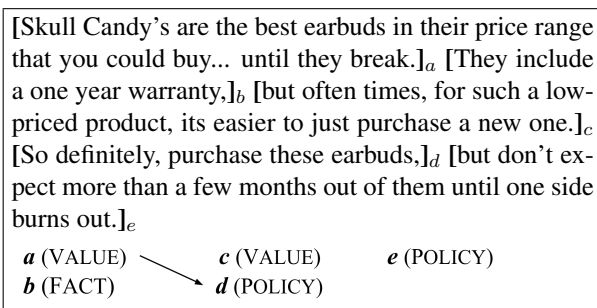 [Skull Candy's are the best earbuds in their price range
that you could buy... until they break.]a [They include
a one year warranty,]b [but often times, for such a low-
priced product, its easier to just purchase a new one.]c
[So definitely, purchase these earbuds,]d [but don't ex-
pect more than a few months out of them until one side
burns out.]e
a (VALUE) c (VALUE) e (POLICY)
b (FACT) d (POLICY)